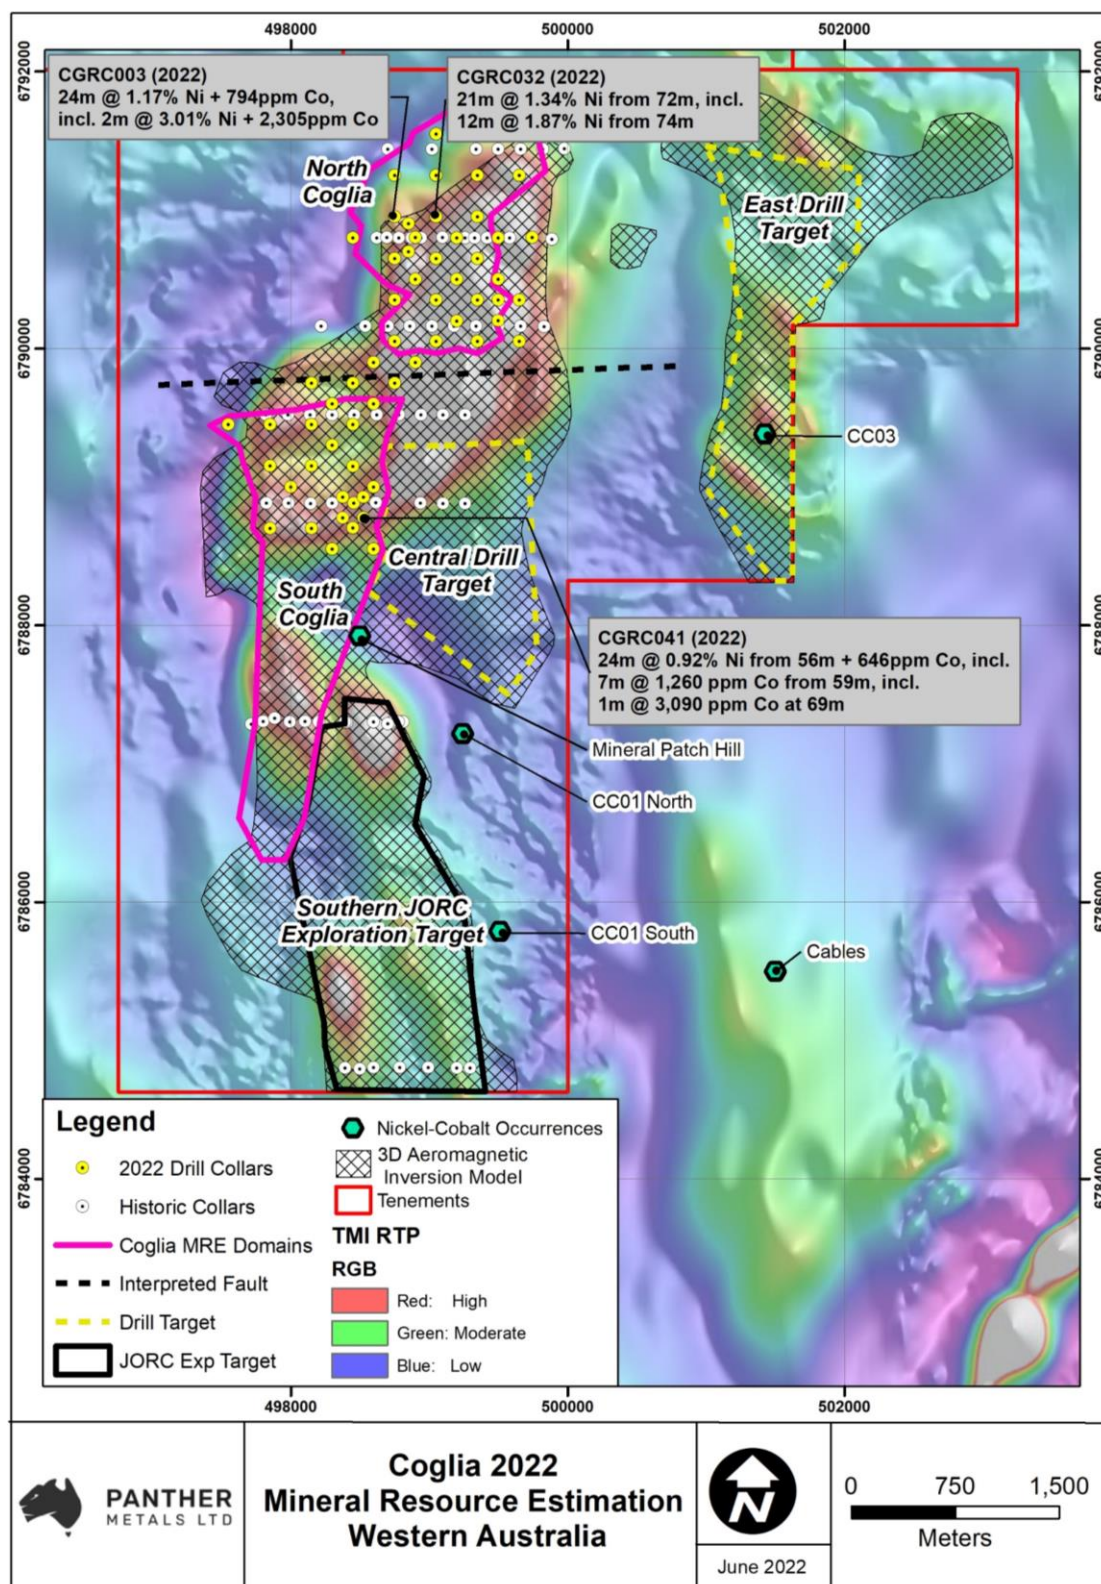 498000
500000
502000
6792000
6792000
CGRC003 (2022)
24m @ 1.17% Ni + 794ppm Co,
incl. 2m @ 3.01% Ni + 2,305ppm Co
CGRC032 (2022)
21m @ 1.34% Ni from 72m, incl.
12m @ 1.87% Ni from 74m
North
Coglia
East Drill
Target
6790000
6790000
CC03
Central Drill
Target
South
Coglia
6788000
6788000
CGRC041 (2022)
24m @ 0.92% Ni from 56m + 646ppm Co, incl.
7m @ 1,260 ppm Co from 59m, incl.
1m @ 3,090 ppm Co at 69m
Mineral Patch Hill
CC01 North
6786000
6786000
Southern JORC
Exploration Target
CC01 South
Cables
6784000
6784000
Legend
2022 Drill Collars
Historic Collars
Coglia MRE Domains
Interpreted Fault
Drill Target
JORC Exp Target
Nickel-Cobalt Occurrences
3D Aeromagnetic
Inversion Model
Tenements
TMI RTP
RGB
Red: High
Green: Moderate
Blue: Low
498000
500000
502000
PANTHER
METALS LTD
Coglia 2022
Mineral Resource Estimation
Western Australia
N
June 2022
0 750 1,500
Meters